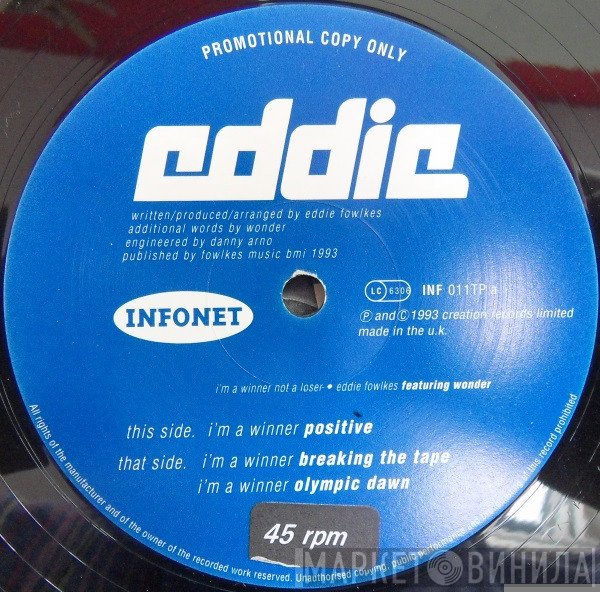 PROMOTIONAL COPY ONLY
eddie
written/produced/arranged by eddie fowlkes
additional words by wonder
engineered by danny arno
published by fowlkes music bmi 1993
INFONET
LC 6306
INF 011TP a
℗ and © 1993 creation records limited
made in the u.k.
i'm a winner not a loser • eddie fowlkes featuring wonder
this side. i'm a winner positive
that side. i'm a winner breaking the tape
i'm a winner olympic dawn
45 rpm
All rights of the manufacturer and of the owner of the recorded work reserved. Unauthorised copying, public this record prohibited
МАРКЕТ ВИНИЛА